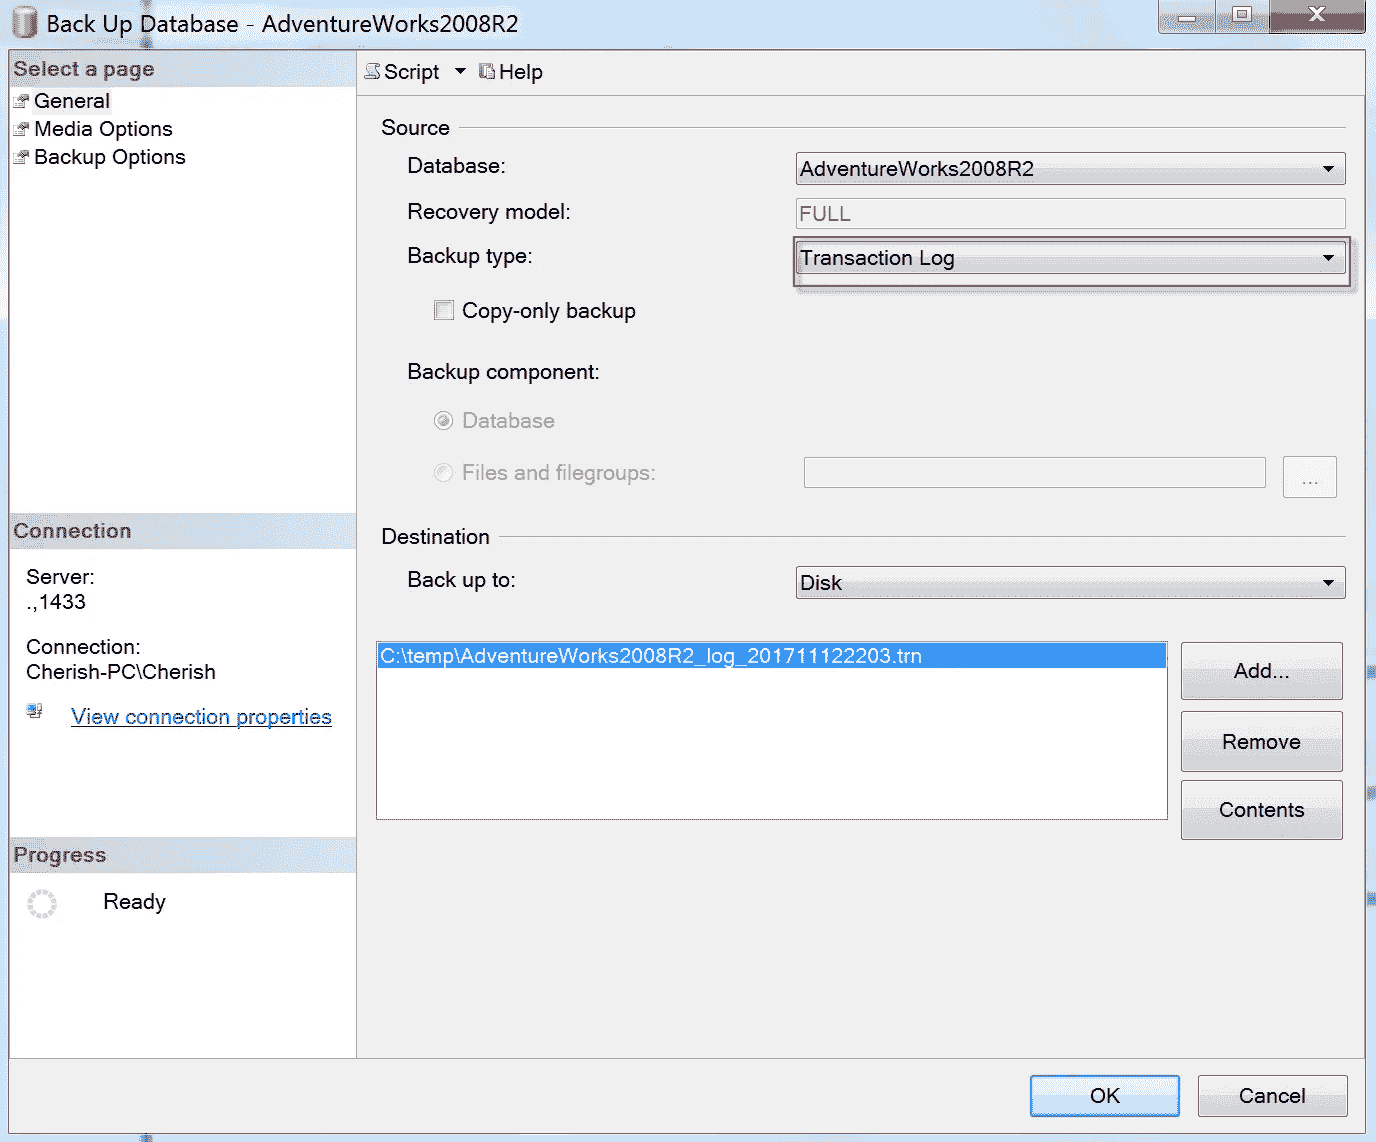 Back Up Database - AdventureWorks2008R2
Select a page
General
Media Options
Backup Options
Script Help
Source
Database: AdventureWorks2008R2
Recovery model: FULL
Backup type: Transaction Log
Copy-only backup
Backup component:
Database
Files and filegroups: ...
Destination
Back up to: Disk
C:\temp\AdventureWorks2008R2_log_201711122203.trn
Add...
Remove
Contents
Connection
Server:
.,1433
Connection:
Cherish-PC\Cherish
View connection properties
Progress
Ready
OK Cancel